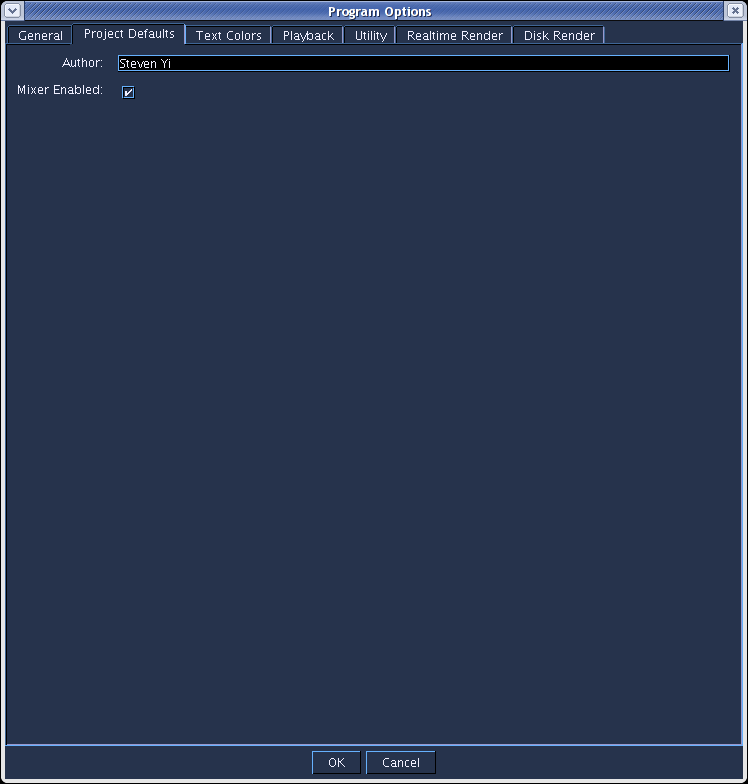 Program Options
General Project Defaults Text Colors Playback Utility Realtime Render Disk Render
Author: Steven Yi
Mixer Enabled:
OK Cancel